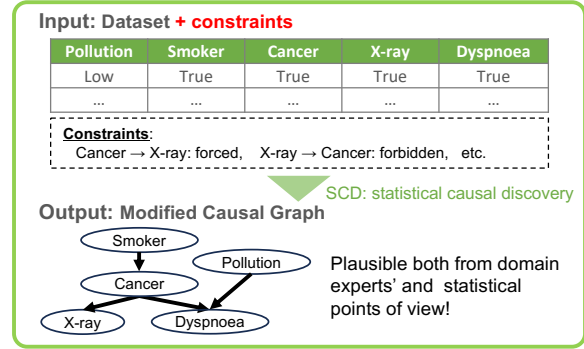 Input: Dataset + constraints
Pollution Smoker Cancer X-ray Dyspnoea
Low True True True True
... ... ... ... ...
Constraints:
Cancer → X-ray: forced, X-ray → Cancer: forbidden, etc.
SCD: statistical causal discovery
Output: Modified Causal Graph
Smoker
Pollution
Cancer
X-ray Dyspnoea
Plausible both from domain
experts' and statistical
points of view!